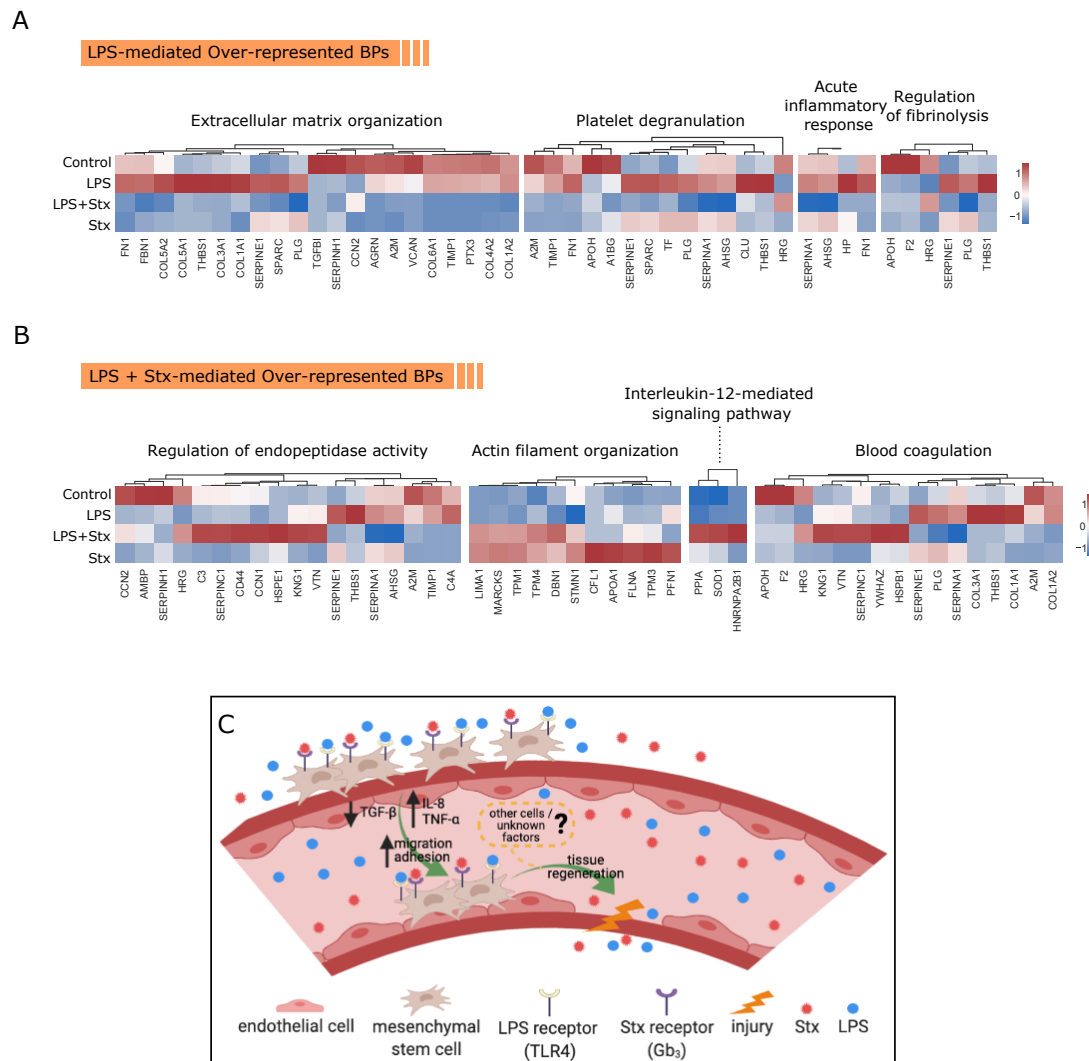 A
LPS-mediated Over-represented BPs
Extracellular matrix organization
Platelet degranulation
Acute
inflammatory
response
Regulation
of fibrinolysis
Control
LPS
LPS+Stx
Stx
1
0
−1
FN1 FBN1 COL5A2 COL5A1 THBS1 COL3A1 COL1A1 SERPINE1 SPARC PLG TGFBI SERPINH1 CCN2 AGRN A2M VCAN COL6A1 TIMP1 PTX3 COL4A2 COL1A2
A2M TIMP1 FN1 APOH A1BG SERPINE1 SPARC TF PLG SERPINA1 AHSG CLU THBS1 HRG
SERPINA1 AHSG HP FN1
APOH F2 HRG SERPINE1 PLG THBS1
B
LPS + Stx-mediated Over-represented BPs
Interleukin-12-mediated
signaling pathway
Regulation of endopeptidase activity
Actin filament organization
Blood coagulation
Control
LPS
LPS+Stx
Stx
1
0
−1
CCN2 AMBP SERPINH1 HRG C3 SERPINC1 CD44 CCN1 HSPE1 KNG1 VTN SERPINE1 THBS1 SERPINA1 AHSG A2M TIMP1 C4A
LIMA1 MARCKS TPM1 TPM4 DBN1 STMN1 CFL1 APOA1 FLNA TPM3 PFN1
PPIA SOD1 HNRNPA2B1
APOH F2 HRG KNG1 VTN SERPINC1 YWHAZ HSPB1 SERPINE1 PLG SERPINA1 COL3A1 THBS1 COL1A1 A2M COL1A2
C
TGF-β
IL-8
TNF-α
migration
adhesion
other cells /
unknown
factors
?
tissue
regeneration
endothelial cell
mesenchymal
stem cell
LPS receptor
(TLR4)
Stx receptor
(Gb₃)
injury
Stx
LPS